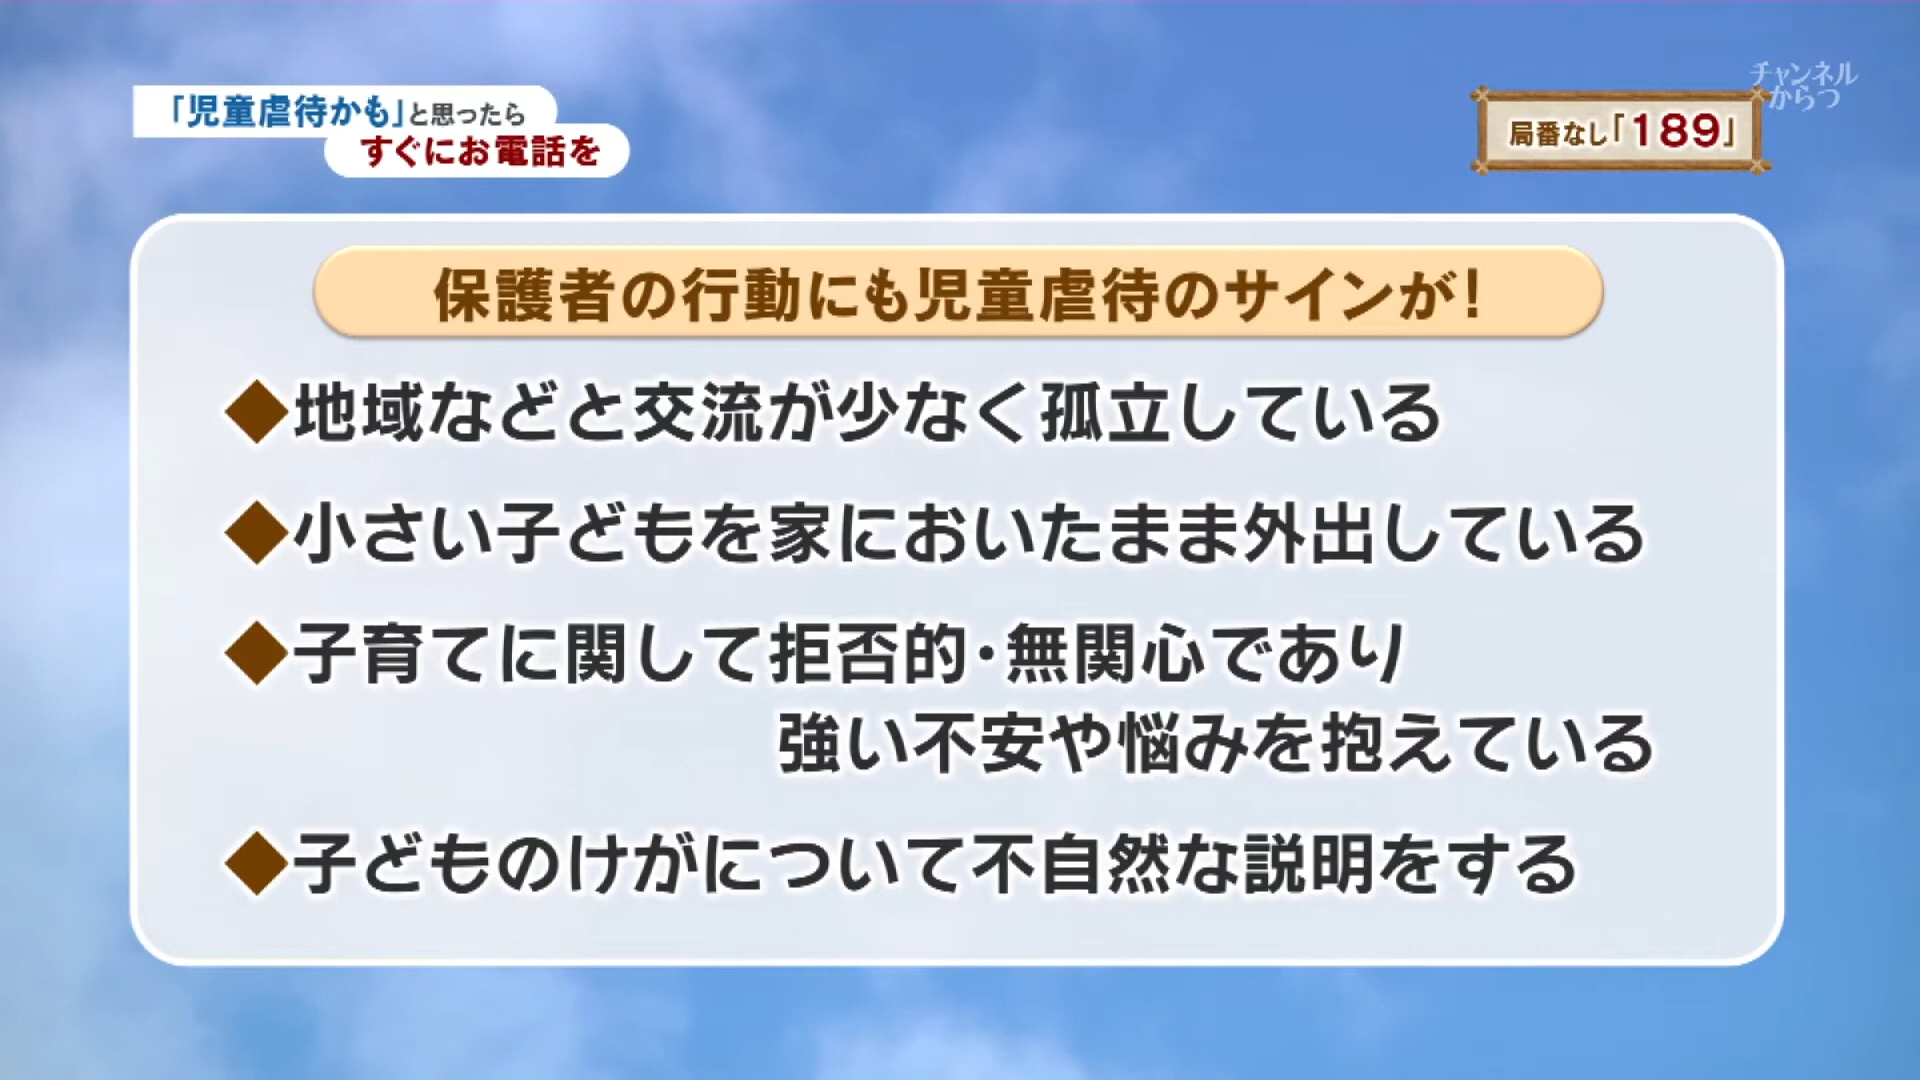 「児童虐待かも」と思ったら
すぐにお電話を
チャンネル
からつ
局番なし「189」
保護者の行動にも児童虐待のサインが!
◆地域などと交流が少なく孤立している
◆小さい子どもを家においたまま外出している
◆子育てに関して拒否的・無関心であり
強い不安や悩みを抱えている
◆子どものけがについて不自然な説明をする